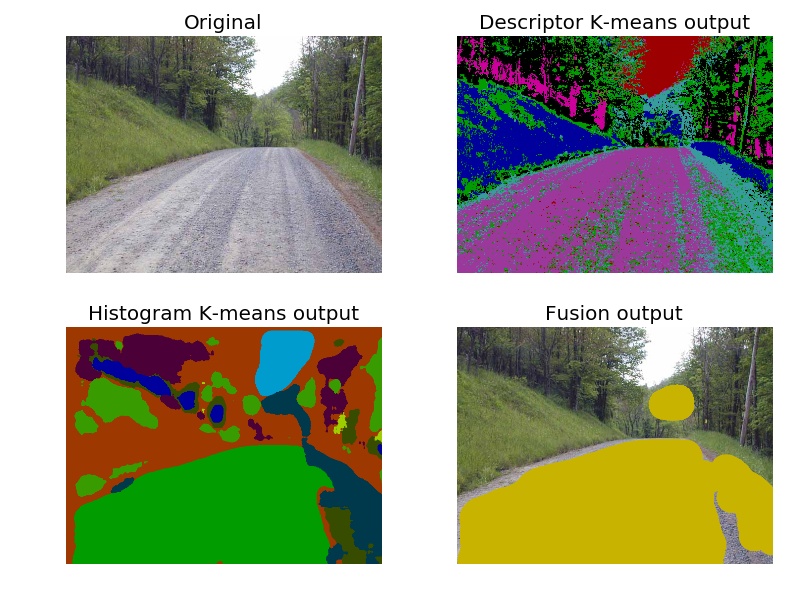 Original
Descriptor K-means output
Histogram K-means output
Fusion output